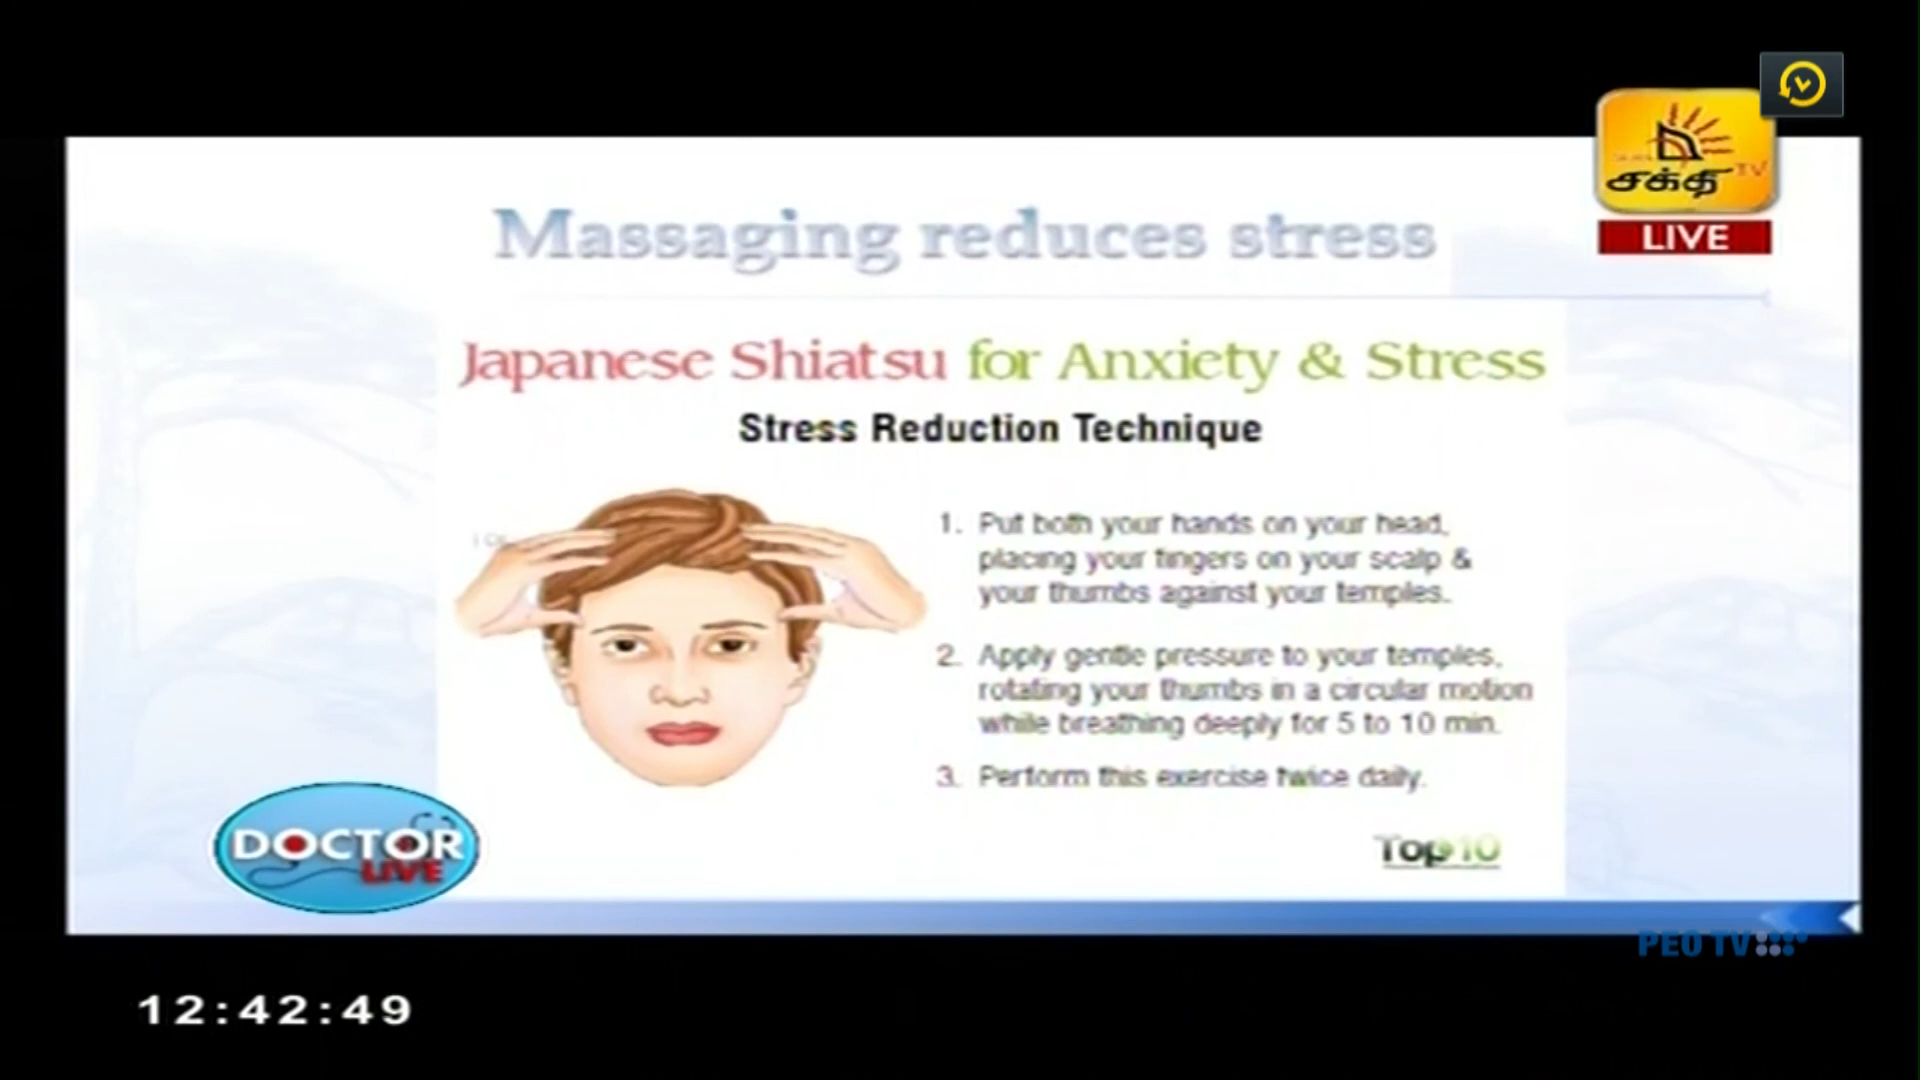 சக்தி TV
LIVE
Massaging reduces stress
Japanese Shiatsu for Anxiety & Stress
Stress Reduction Technique
1. Put both your hands on your head,
placing your fingers on your scalp &
your thumbs against your temples.
2. Apply gentle pressure to your temples,
rotating your thumbs in a circular motion
while breathing deeply for 5 to 10 min.
3. Perform this exercise twice daily.
Top10
DOCTOR
LIVE
PEO TV
12:42:49